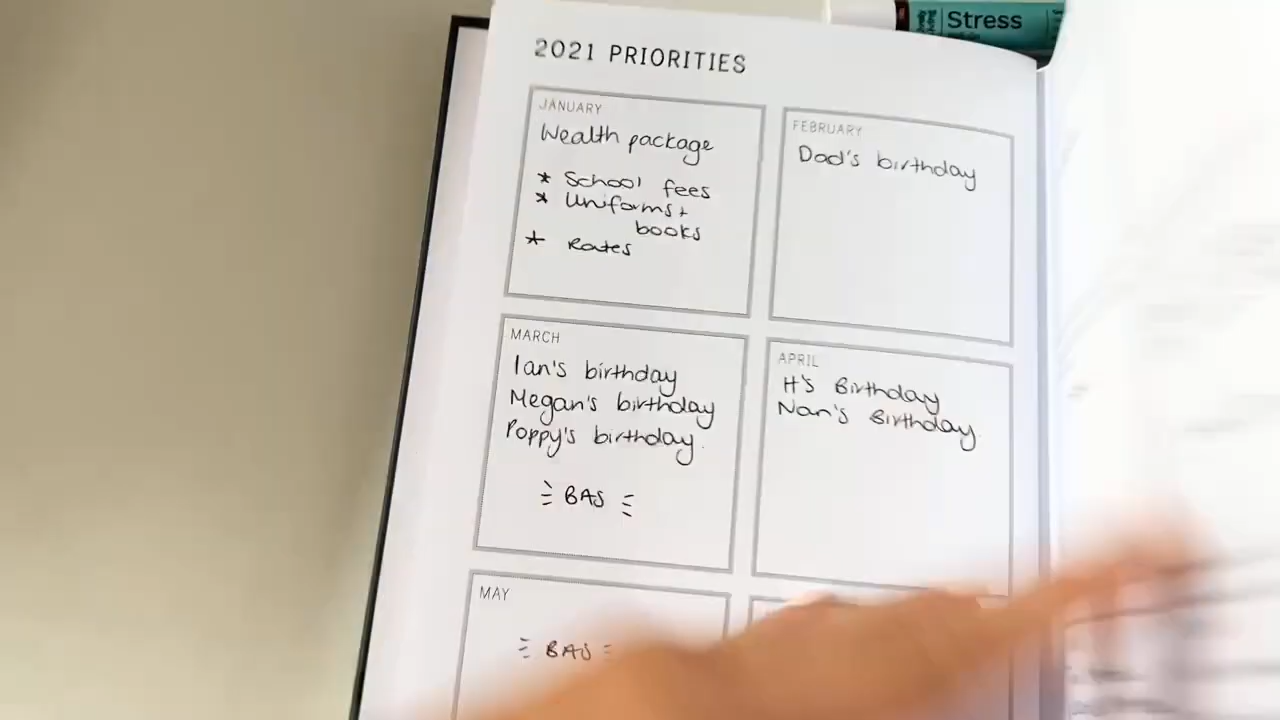 Stress
2021 PRIORITIES
JANUARY
Wealth package
* School fees
* Uniforms +
books
* Rates
FEBRUARY
Dad's birthday
MARCH
Ian's birthday
Megan's birthday
Poppy's birthday.
BAS
APRIL
H's Birthday
Nan's Birthday.
MAY
BAS